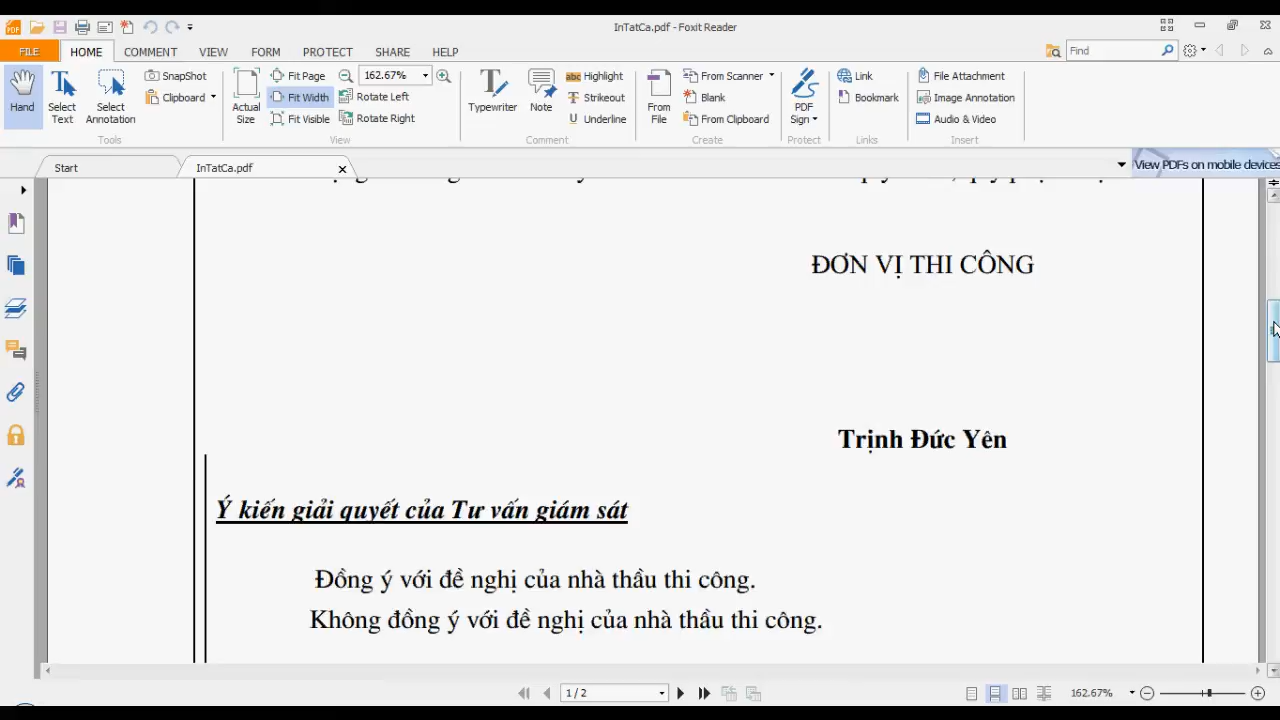 InTatCa.pdf - Foxit Reader
FILE HOME COMMENT VIEW FORM PROTECT SHARE HELP Find
Hand Select Text Select Annotation SnapShot Clipboard Tools
Actual Size Fit Page Fit Width Fit Visible 162.67% Rotate Left Rotate Right View
Typewriter Note Highlight Strikeout Underline Comment
From File From Scanner Blank From Clipboard Create
PDF Sign Protect
Link Bookmark Links
File Attachment Image Annotation Audio & Video Insert
Start InTatCa.pdf View PDFs on mobile devices
ĐƠN VỊ THI CÔNG
Trịnh Đức Yên
Ý kiến giải quyết của Tư vấn giám sát
Đồng ý với đề nghị của nhà thầu thi công.
Không đồng ý với đề nghị của nhà thầu thi công.
1 / 2 162.67%